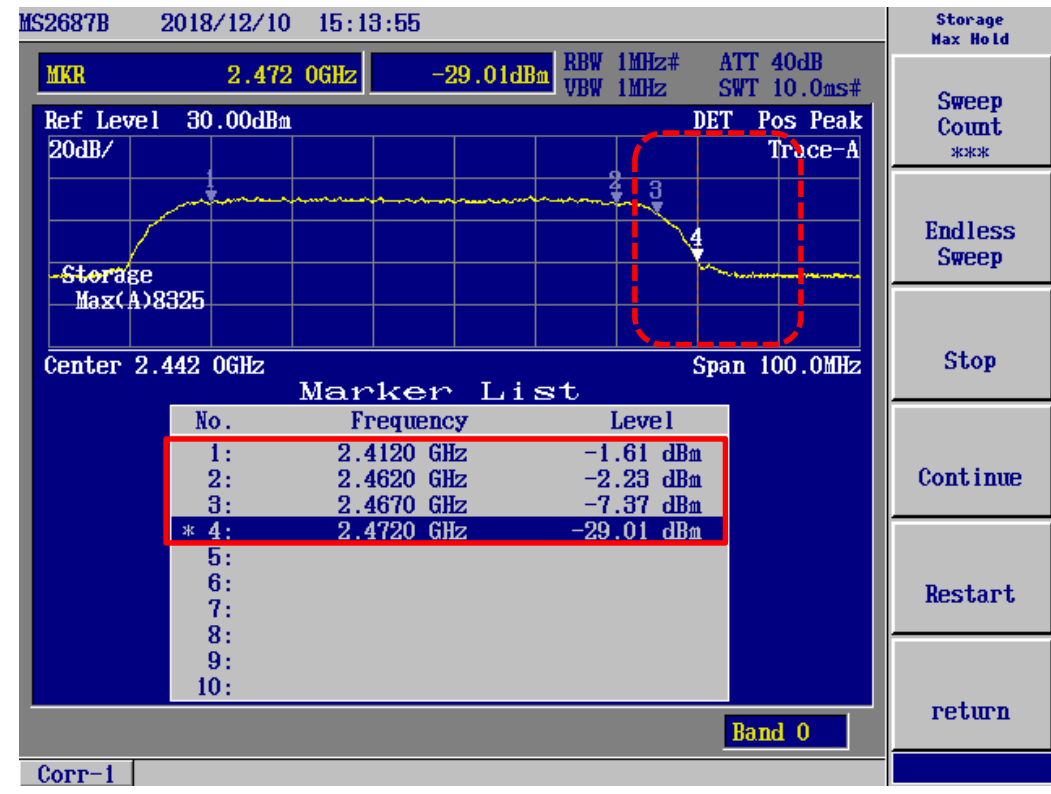 MS2687B 2018/12/10 15:13:55
Storage
Max Hold
MKR 2.472 0GHz -29.01dBm RBW 1MHz# ATT 40dB
VBW 1MHz SWT 10.0ms#
Ref Level 30.00dBm DET Pos Peak
20dB/ Trace-A
1 2 3
4
Storage
Max(A)8325
Center 2.442 0GHz Span 100.0MHz
Marker List
No. Frequency Level
1: 2.4120 GHz -1.61 dBm
2: 2.4620 GHz -2.23 dBm
3: 2.4670 GHz -7.37 dBm
* 4: 2.4720 GHz -29.01 dBm
5:
6:
7:
8:
9:
10:
Band 0
Corr-1
Sweep
Count
***
Endless
Sweep
Stop
Continue
Restart
return